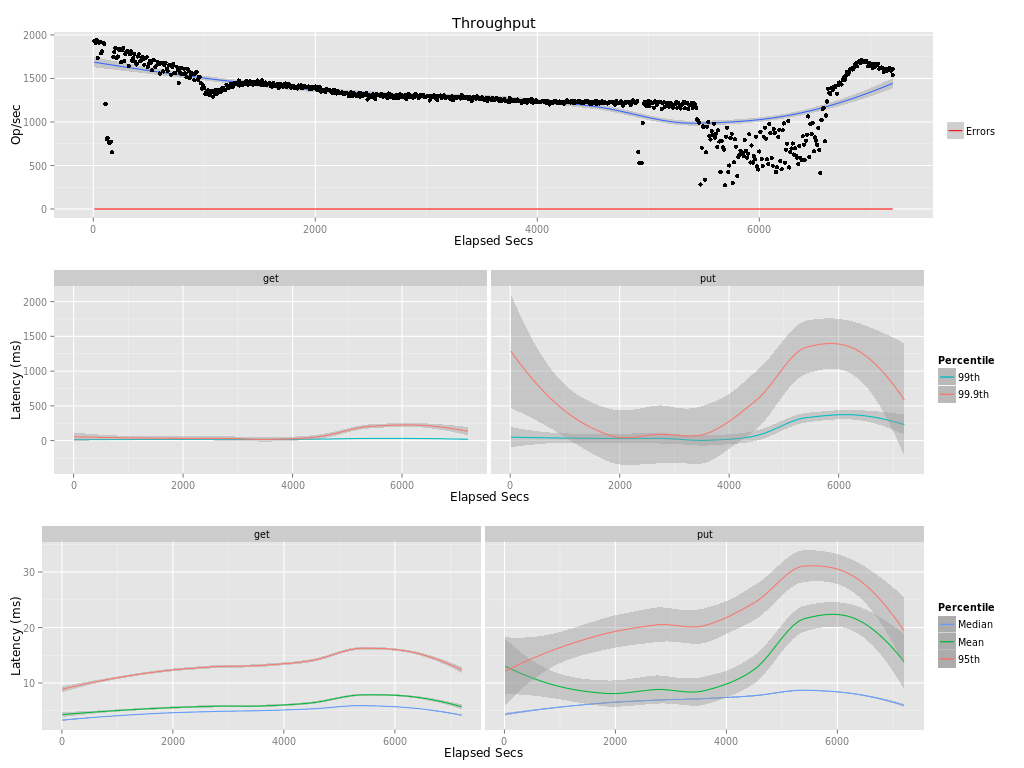 Throughput
2000
1500
1000
500
0
Op/sec
0 2000 4000 6000
Elapsed Secs
Errors
get put
2000
1500
1000
500
0
Latency (ms)
0 2000 4000 6000 0 2000 4000 6000
Elapsed Secs
Percentile
99th
99.9th
get put
30
20
10
Latency (ms)
0 2000 4000 6000 0 2000 4000 6000
Elapsed Secs
Percentile
Median
Mean
95th